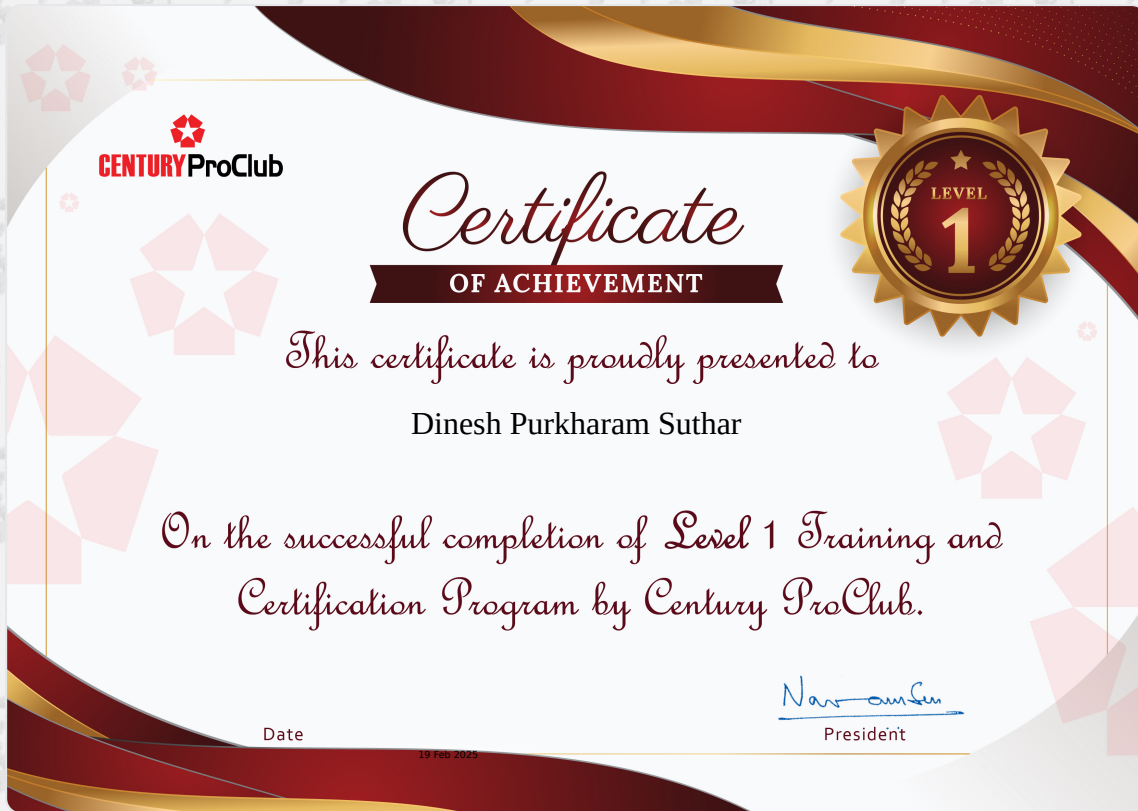 CENTURY ProClub
LEVEL
1
Certificate
OF ACHIEVEMENT
This certificate is proudly presented to
Dinesh Purkharam Suthar
On the successful completion of Level 1 Training and
Certification Program by Century ProClub.
Date
President
19 Feb 2025